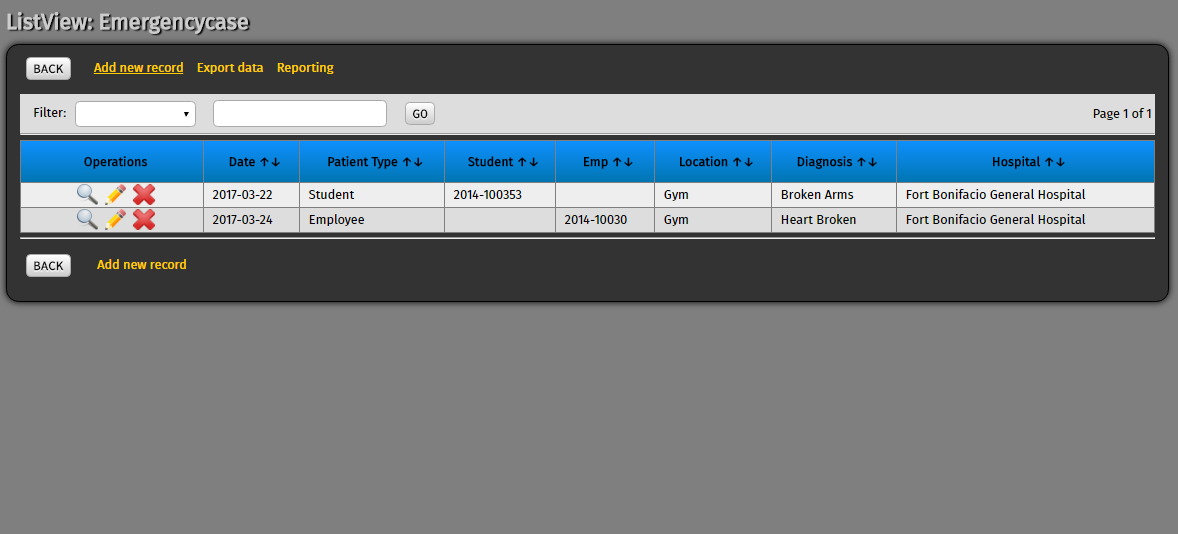 ListView: Emergencycase
BACK Add new record Export data Reporting
Filter: GO Page 1 of 1
Operations Date ↑↓ Patient Type ↑↓ Student ↑↓ Emp ↑↓ Location ↑↓ Diagnosis ↑↓ Hospital ↑↓
2017-03-22 Student 2014-100353 Gym Broken Arms Fort Bonifacio General Hospital
2017-03-24 Employee 2014-10030 Gym Heart Broken Fort Bonifacio General Hospital
BACK Add new record